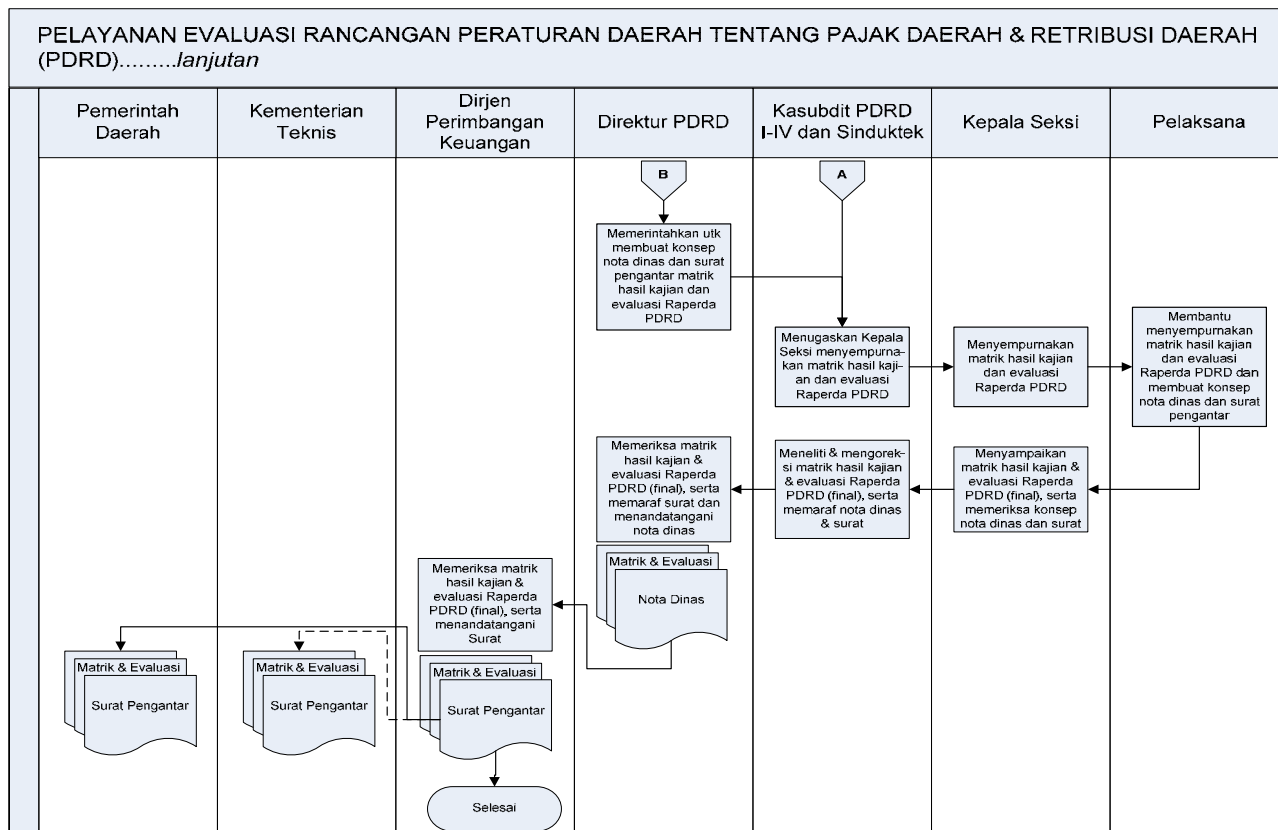 PELAYANAN EVALUASI RANCANGAN PERATURAN DAERAH TENTANG PAJAK DAERAH & RETRIBUSI DAERAH
(PDRD)………lanjutan
Pemerintah
Daerah
Kementerian
Teknis
Dirjen
Perimbangan
Keuangan
Direktur PDRD
Kasubdit PDRD
I-IV dan Sinduktek
Kepala Seksi
Pelaksana
B
A
Memerintahkan utk
membuat konsep
nota dinas dan surat
pengantar matrik
hasil kajian dan
evaluasi Raperda
PDRD
Menugaskan Kepala
Seksi menyempurna-
kan matrik hasil kaji-
an dan evaluasi
Raperda PDRD
Menyempurnakan
matrik hasil kajian
dan evaluasi
Raperda PDRD
Membantu
menyempurnakan
matrik hasil kajian
dan evaluasi
Raperda PDRD dan
membuat konsep
nota dinas dan surat
pengantar
Memeriksa matrik
hasil kajian &
evaluasi Raperda
PDRD (final), serta
memaraf surat dan
menandatangani
nota dinas
Meneliti & mengorek-
si matrik hasil kajian
& evaluasi Raperda
PDRD (final), serta
memaraf nota dinas
& surat
Menyampaikan
matrik hasil kajian &
evaluasi Raperda
PDRD (final), serta
memeriksa konsep
nota dinas dan surat
Matrik & Evaluasi
Nota Dinas
Memeriksa matrik
hasil kajian &
evaluasi Raperda
PDRD (final), serta
menandatangani
Surat
Matrik & Evaluasi
Surat Pengantar
Matrik & Evaluasi
Surat Pengantar
Matrik & Evaluasi
Surat Pengantar
Selesai